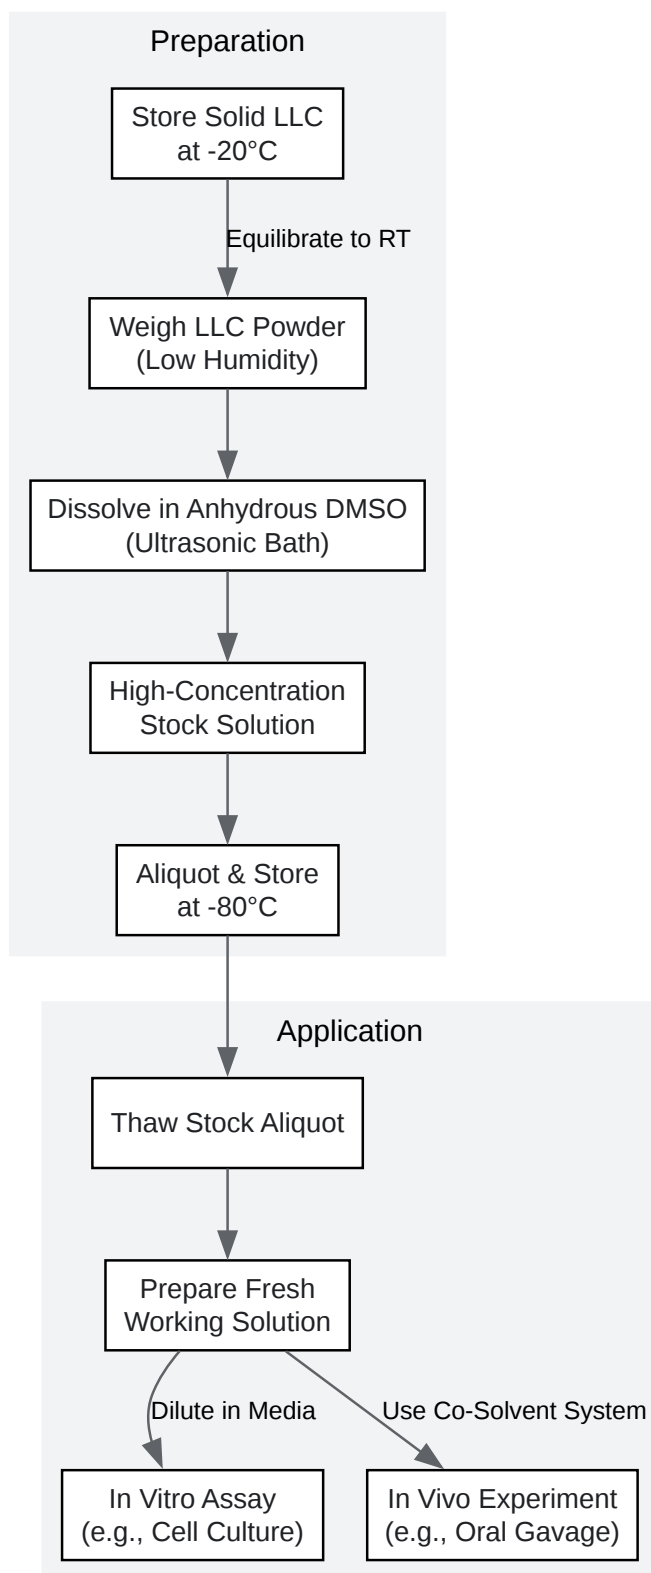 Preparation
Store Solid LLC
at -20°C
Equilibrate to RT
Weigh LLC Powder
(Low Humidity)
Dissolve in Anhydrous DMSO
(Ultrasonic Bath)
High-Concentration
Stock Solution
Aliquot & Store
at -80°C
Application
Thaw Stock Aliquot
Prepare Fresh
Working Solution
Dilute in Media
Use Co-Solvent System
In Vitro Assay
(e.g., Cell Culture)
In Vivo Experiment
(e.g., Oral Gavage)